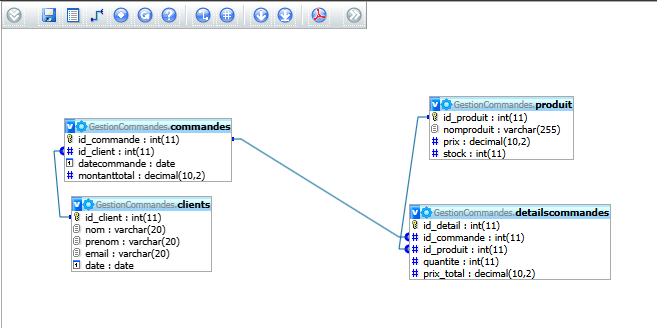 GestionCommandes.commandes
id_commande : int(11)
# id_client : int(11)
datecommande : date
# montanttotal : decimal(10,2)
GestionCommandes.clients
id_client : int(11)
nom : varchar(20)
prenom : varchar(20)
email : varchar(20)
date : date
GestionCommandes.produit
id_produit : int(11)
nomproduit : varchar(255)
# prix : decimal(10,2)
# stock : int(11)
GestionCommandes.detailscommandes
id_detail : int(11)
# id_commande : int(11)
# id_produit : int(11)
# quantite : int(11)
# prix_total : decimal(10,2)